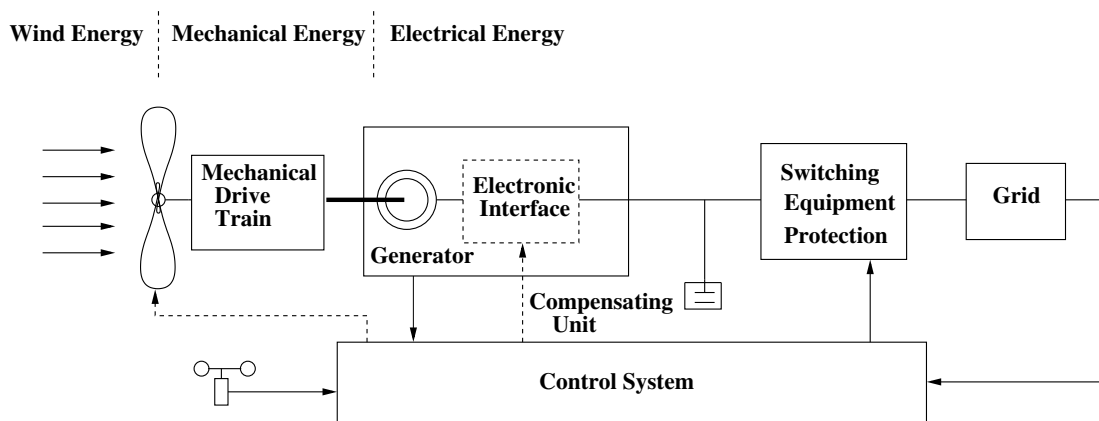 Wind Energy
Mechanical Energy
Electrical Energy
Mechanical
Drive
Train
Generator
Electronic
Interface
Compensating
Unit
Switching
Equipment
Protection
Grid
Control System